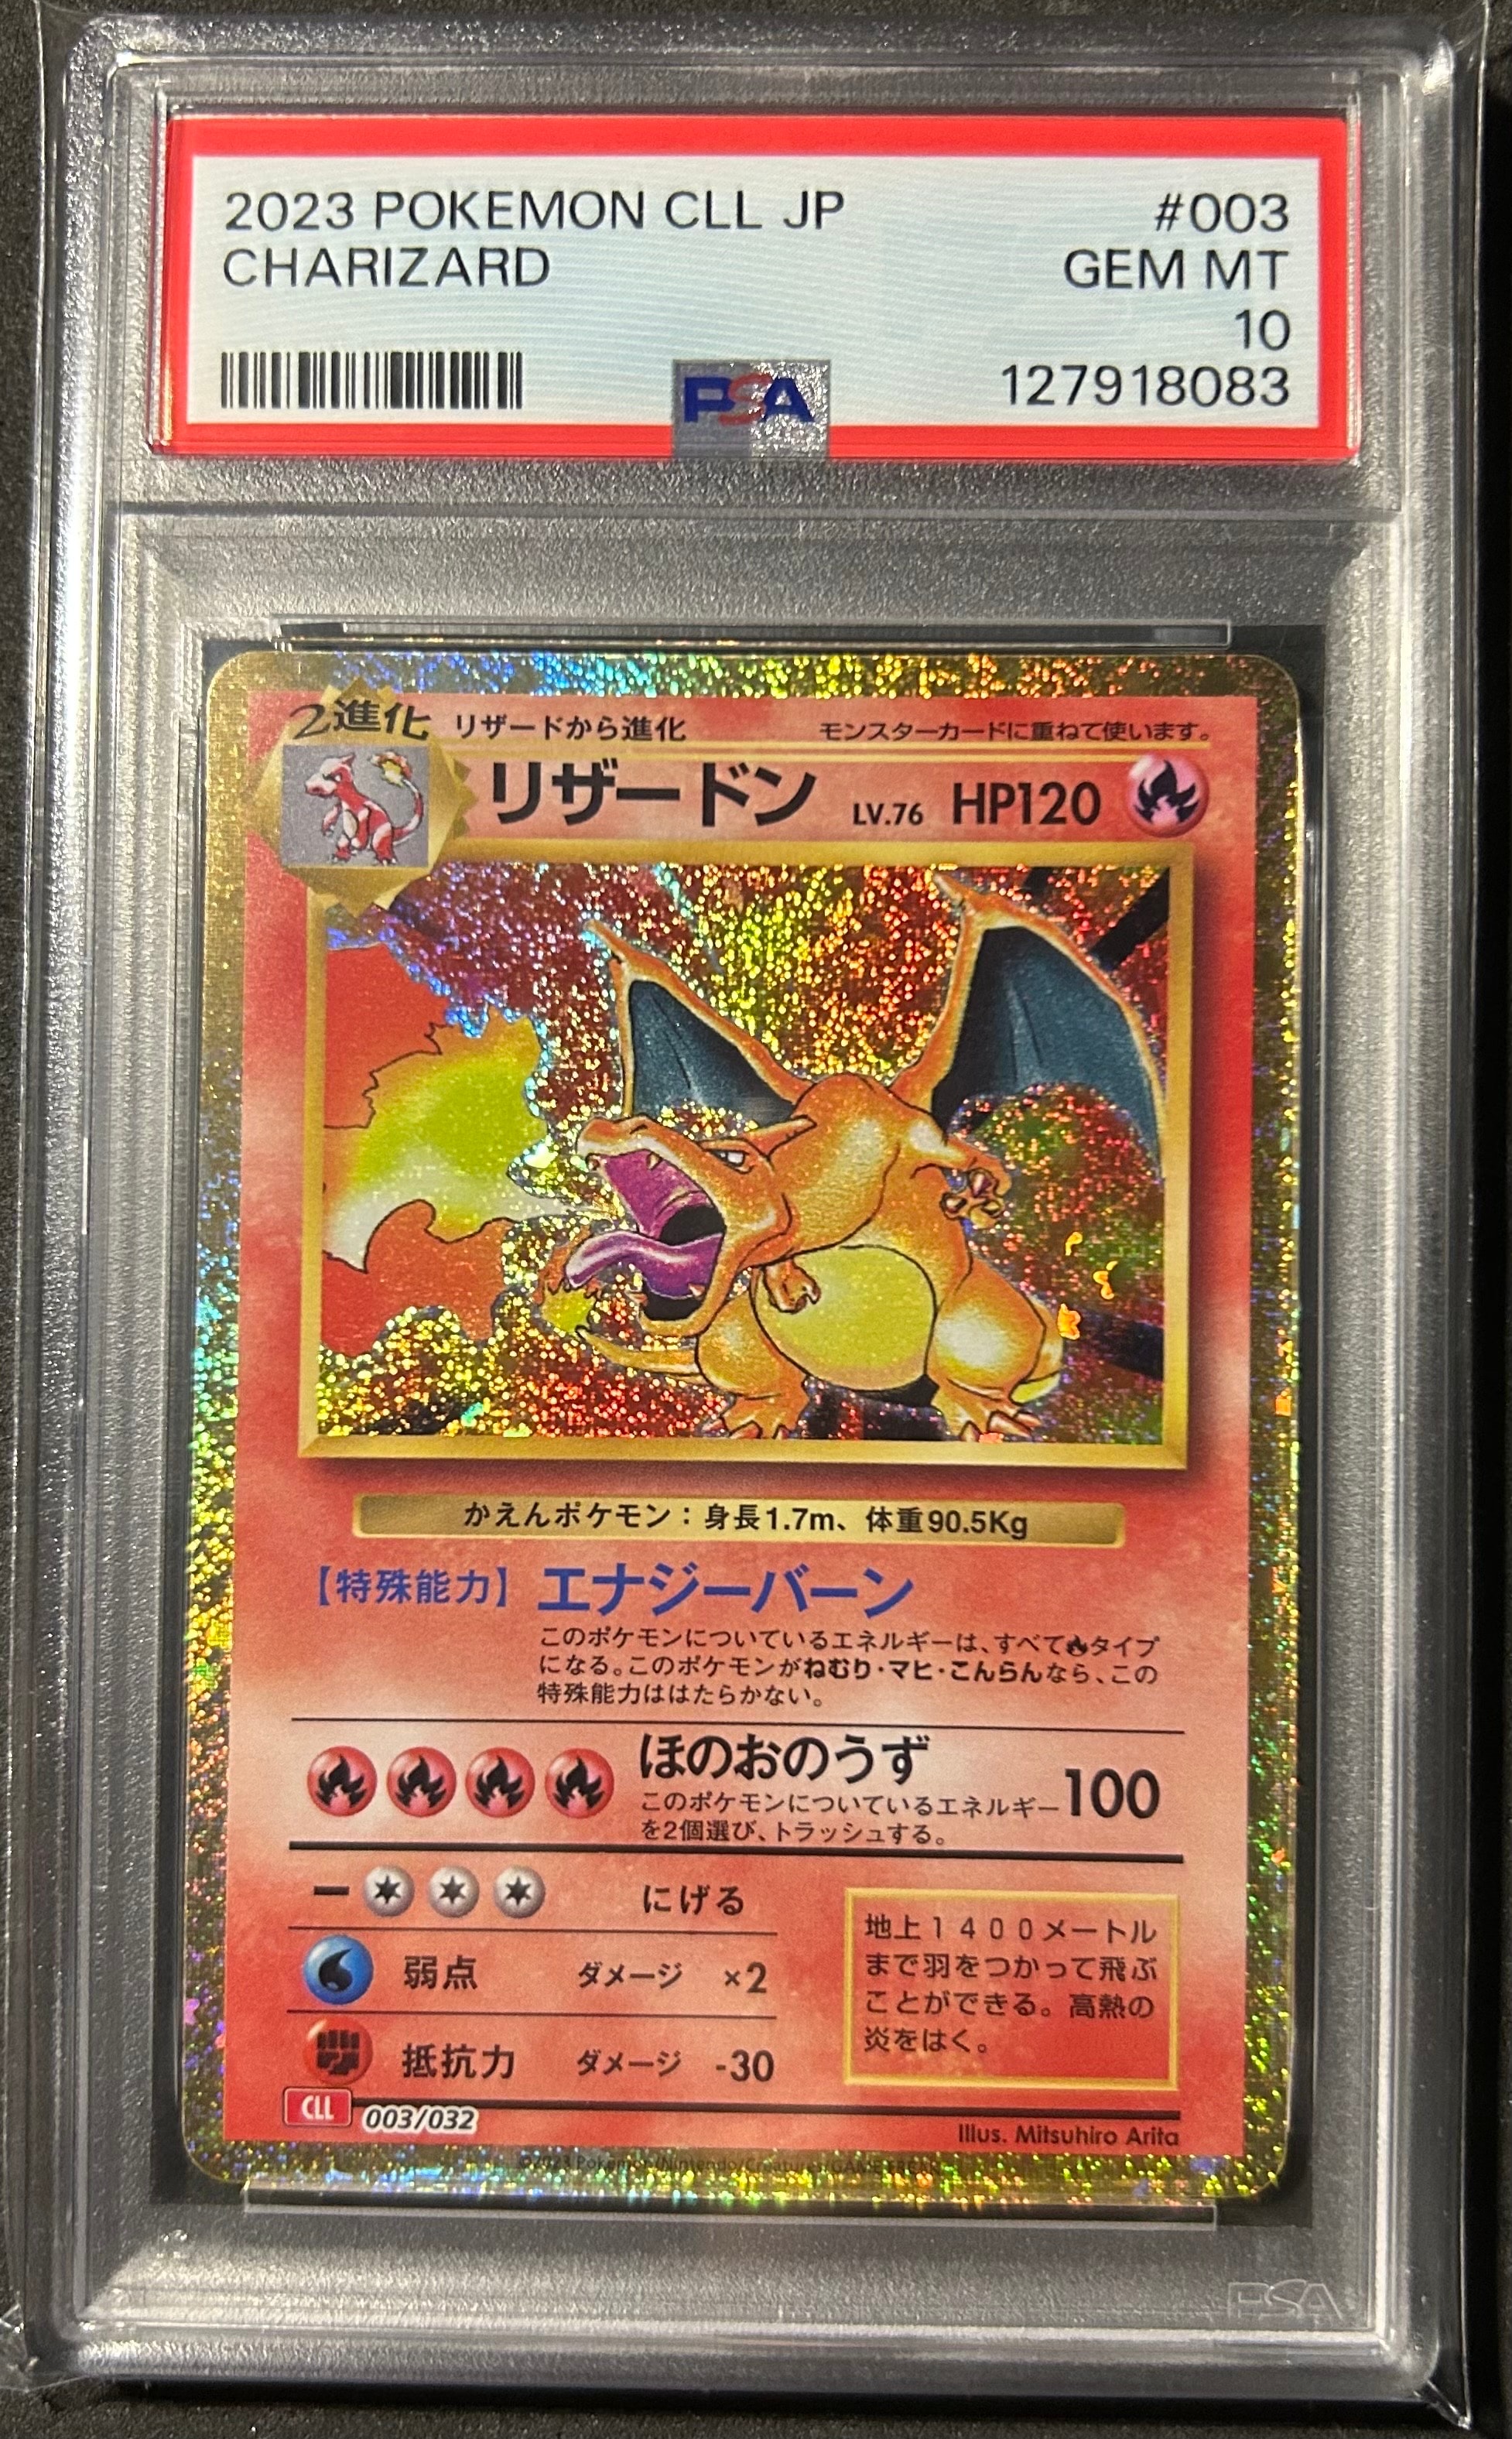 2023 POKEMON CLL JP #003
CHARIZARD GEM MT
10
PSA 127918083
2進化 リザードから進化 モンスターカードに重ねて使います。
リザードン LV.76 HP120
かえんポケモン：身長1.7m、体重90.5Kg
【特殊能力】エナジーバーン
このポケモンについているエネルギーは、すべてタイプ
になる。このポケモンがねむり・マヒ・こんらんなら、この
特殊能力ははたらかない。
ほのおのうず 100
このポケモンについているエネルギー
を2個選び、トラッシュする。
にげる
弱点 ダメージ ×2
抵抗力 ダメージ -30
地上1400メートル
まで羽をつかって飛ぶ
ことができる。高熱の
炎をはく。
CLL 003/032
Illus. Mitsuhiro Arita
©2023 Pokémon/Nintendo/Creatures/GAME FREAK
PSA